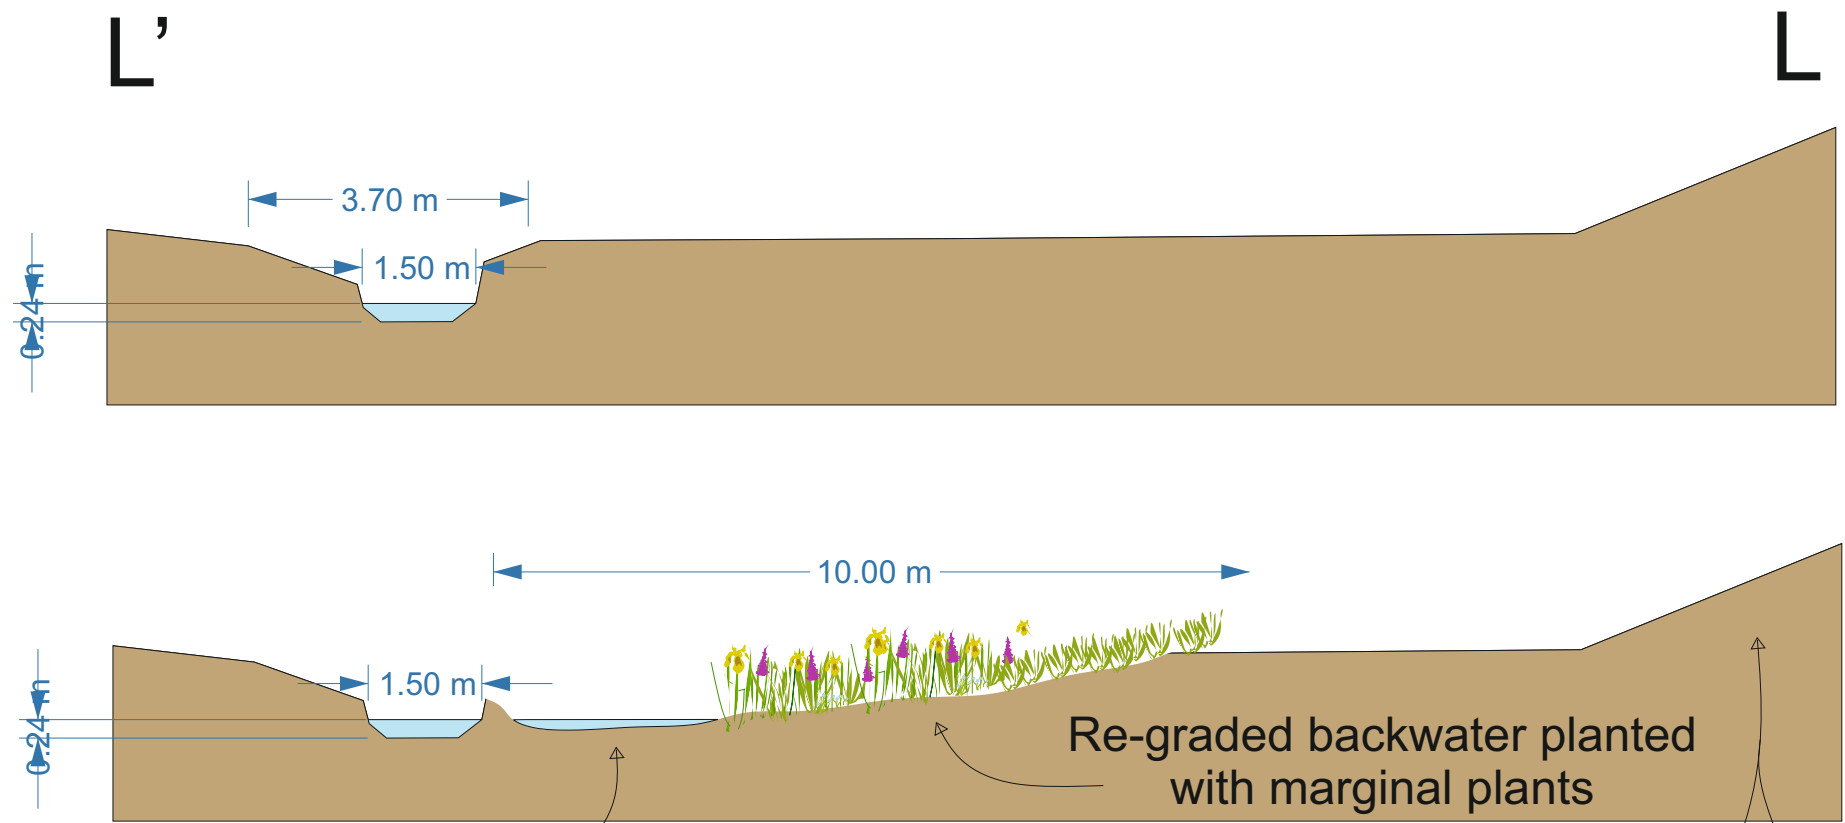 L’
L
3.70 m
1.50 m
0.24 m
10.00 m
1.50 m
0.24 m
Re-graded backwater planted
with marginal plants